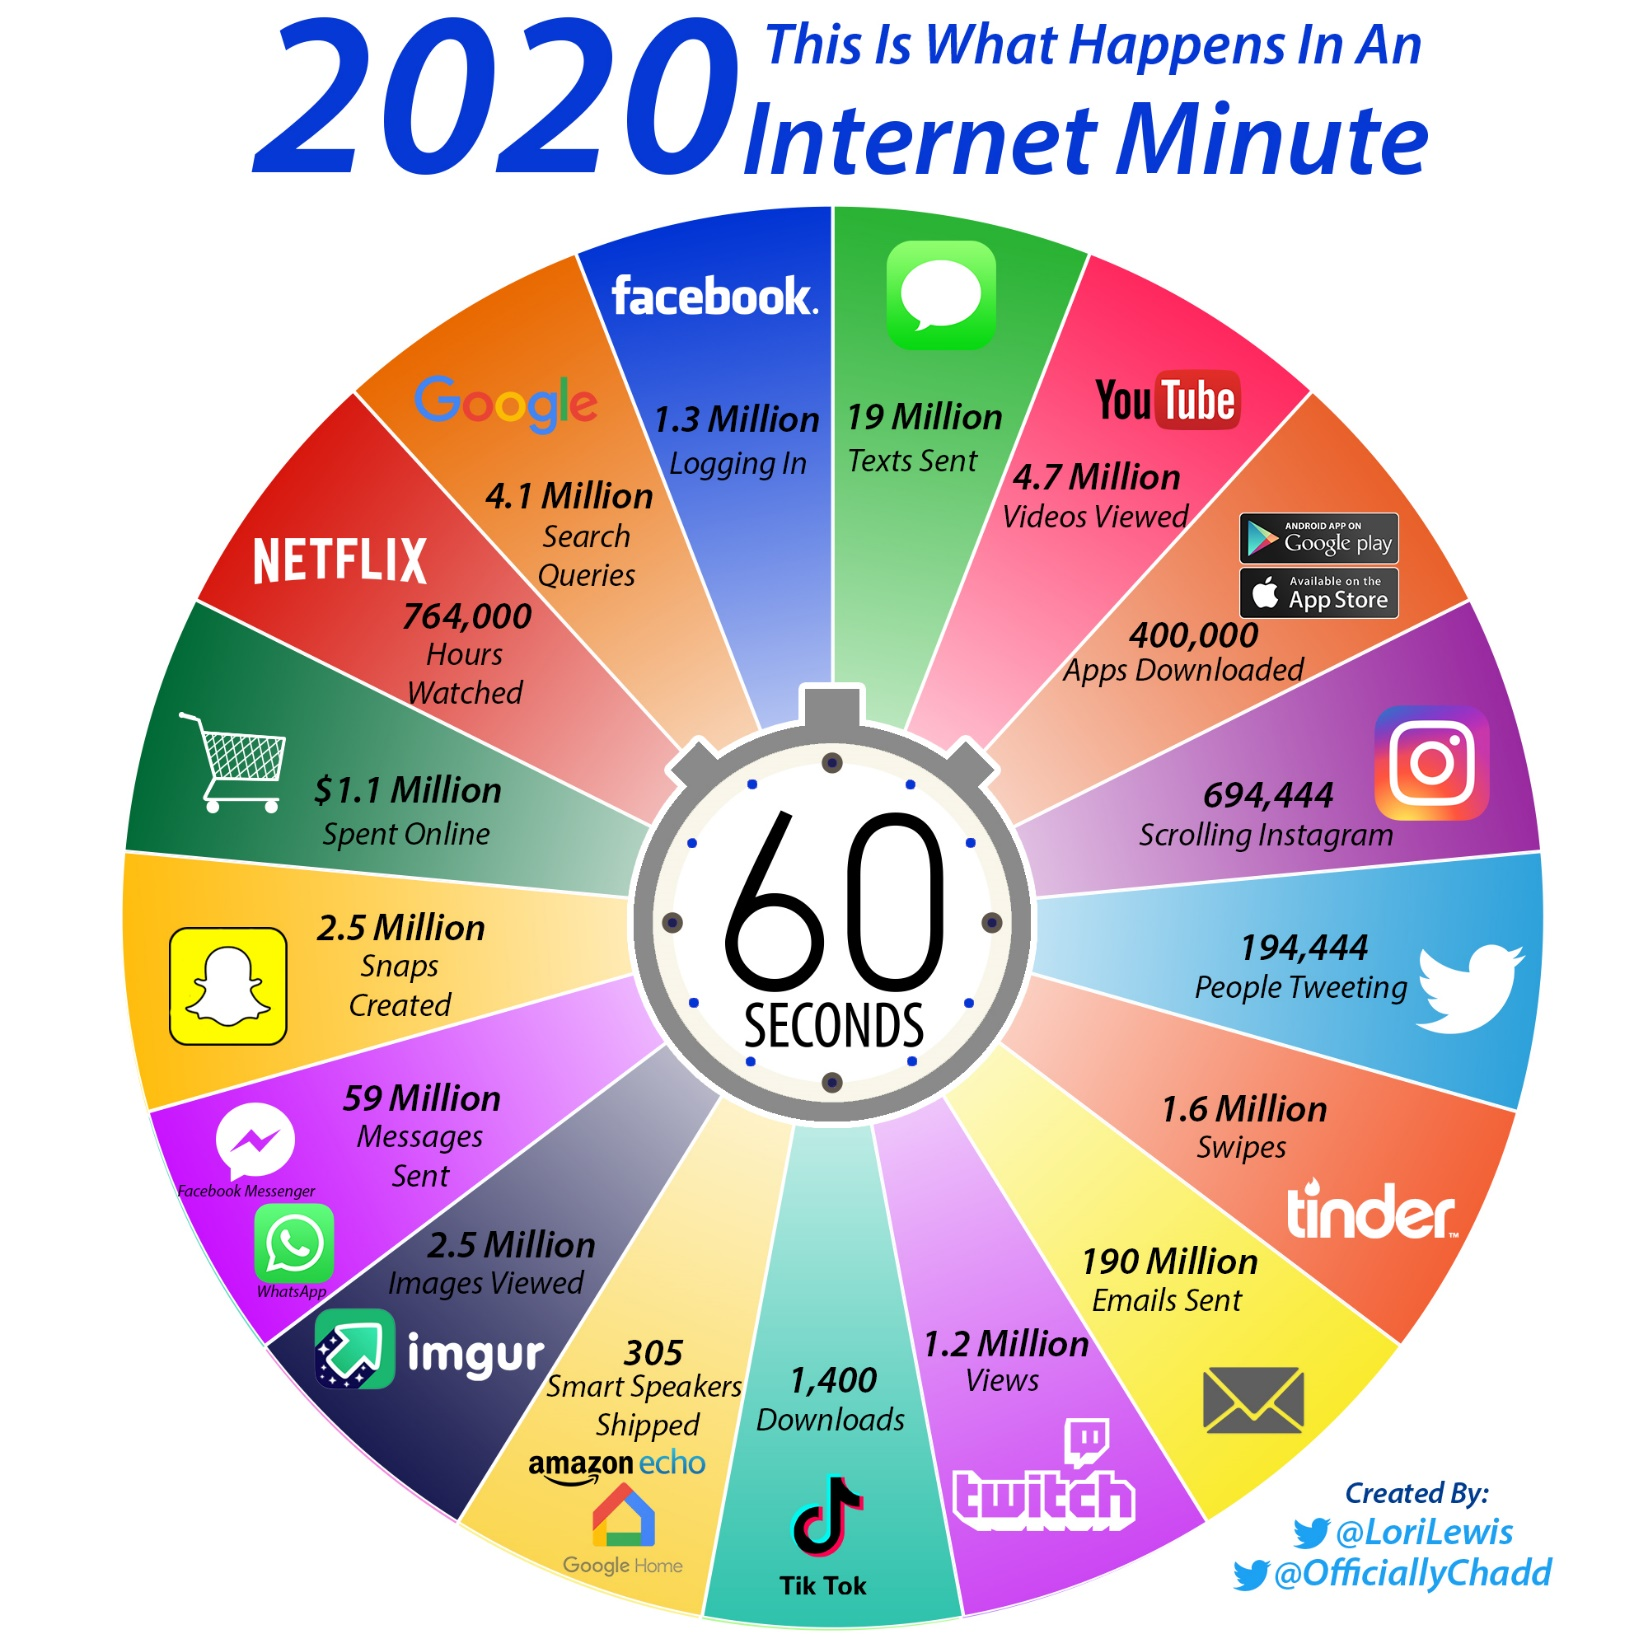 2020
This Is What Happens In An
Internet Minute
facebook.
1.3 Million
Logging In
19 Million
Texts Sent
YouTube
4.7 Million
Videos Viewed
ANDROID APP ON
Google play
Available on the
App Store
400,000
Apps Downloaded
694,444
Scrolling Instagram
194,444
People Tweeting
1.6 Million
Swipes
tinder™
190 Million
Emails Sent
1.2 Million
Views
twitch
1,400
Downloads
Tik Tok
305
Smart Speakers
Shipped
amazon echo
Google Home
2.5 Million
Images Viewed
imgur
59 Million
Messages
Sent
Facebook Messenger
WhatsApp
2.5 Million
Snaps
Created
$1.1 Million
Spent Online
NETFLIX
764,000
Hours
Watched
Google
4.1 Million
Search
Queries
60
SECONDS
Created By:
@LoriLewis
@OfficiallyChadd